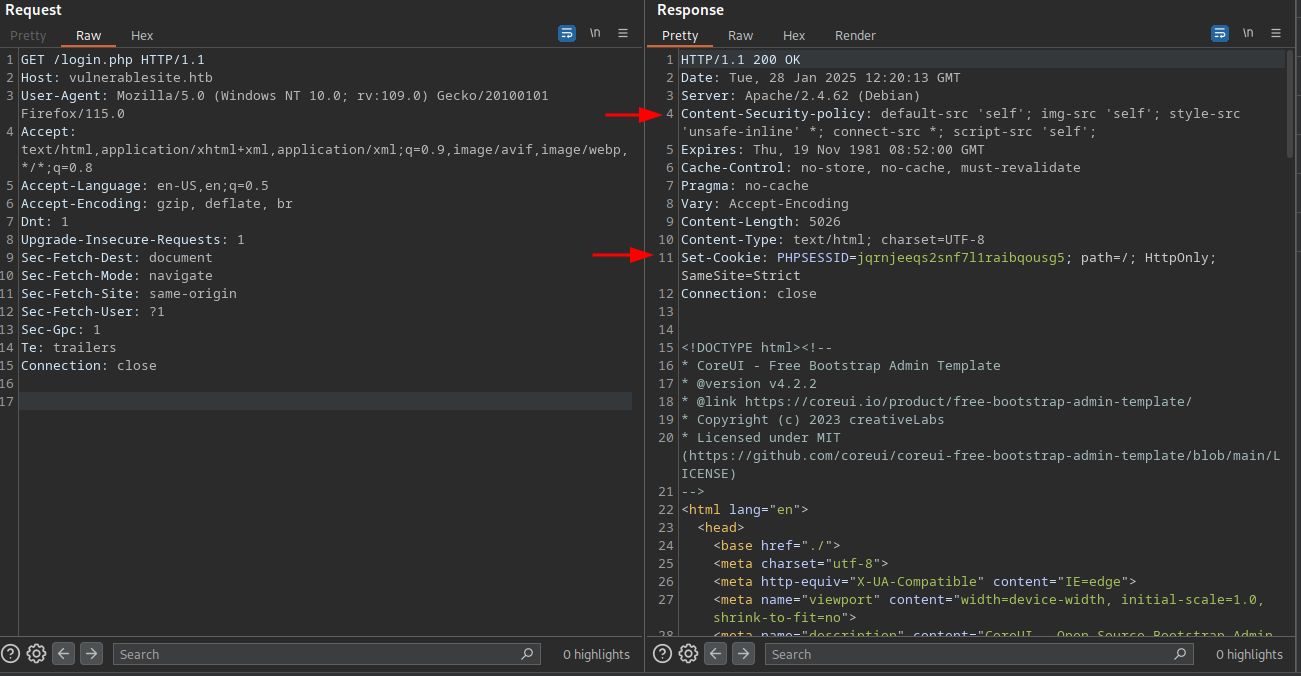 Request
Pretty Raw Hex
\n
1 GET /login.php HTTP/1.1
2 Host: vulnerablesite.htb
3 User-Agent: Mozilla/5.0 (Windows NT 10.0; rv:109.0) Gecko/20100101
Firefox/115.0
4 Accept:
text/html,application/xhtml+xml,application/xml;q=0.9,image/avif,image/webp,
*/*;q=0.8
5 Accept-Language: en-US,en;q=0.5
6 Accept-Encoding: gzip, deflate, br
7 Dnt: 1
8 Upgrade-Insecure-Requests: 1
9 Sec-Fetch-Dest: document
10 Sec-Fetch-Mode: navigate
11 Sec-Fetch-Site: same-origin
12 Sec-Fetch-User: ?1
13 Sec-Gpc: 1
14 Te: trailers
15 Connection: close
16
17
Search
0 highlights
Response
Pretty Raw Hex Render
\n
1 HTTP/1.1 200 OK
2 Date: Tue, 28 Jan 2025 12:20:13 GMT
3 Server: Apache/2.4.62 (Debian)
4 Content-Security-policy: default-src 'self'; img-src 'self'; style-src
'unsafe-inline' *; connect-src *; script-src 'self';
5 Expires: Thu, 19 Nov 1981 08:52:00 GMT
6 Cache-Control: no-store, no-cache, must-revalidate
7 Pragma: no-cache
8 Vary: Accept-Encoding
9 Content-Length: 5026
10 Content-Type: text/html; charset=UTF-8
11 Set-Cookie: PHPSESSID=jqrnjeeqs2snf7l1raibqousg5; path=/; HttpOnly;
SameSite=Strict
12 Connection: close
13
14
15 <!DOCTYPE html><!--
16 * CoreUI - Free Bootstrap Admin Template
17 * @version v4.2.2
18 * @link https://coreui.io/product/free-bootstrap-admin-template/
19 * Copyright (c) 2023 creativeLabs
20 * Licensed under MIT
(https://github.com/coreui/coreui-free-bootstrap-admin-template/blob/main/L
ICENSE)
21 -->
22 <html lang="en">
23 <head>
24 <base href="./">
25 <meta charset="utf-8">
26 <meta http-equiv="X-UA-Compatible" content="IE=edge">
27 <meta name="viewport" content="width=device-width, initial-scale=1.0,
shrink-to-fit=no">
28 <meta name="description" content="CoreUI - Open Source Bootstrap Admin
Search
0 highlights